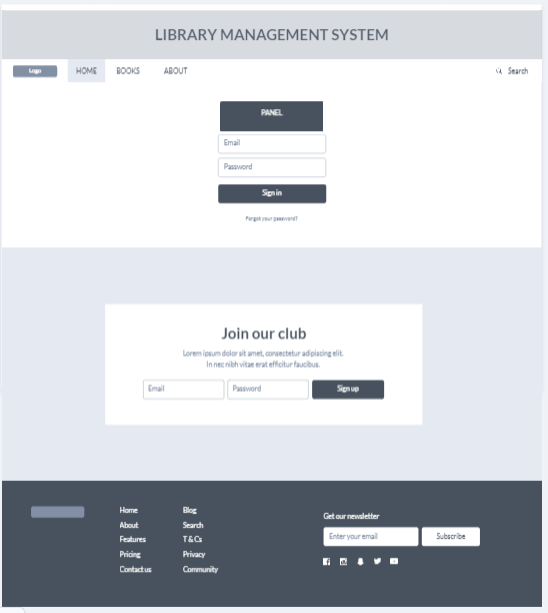 LIBRARY MANAGEMENT SYSTEM
Logo
HOME
BOOKS
ABOUT
Search
PANEL
Email
Password
Sign in
Forgot your password?
Join our club
Lorem ipsum dolor sit amet, consectetur adipiscing elit.
In nec nibh vitae erat efficitur faucibus.
Email
Password
Sign up
Home
About
Features
Pricing
Contact us
Blog
Search
T & Cs
Privacy
Community
Get our newsletter
Enter your email
Subscribe